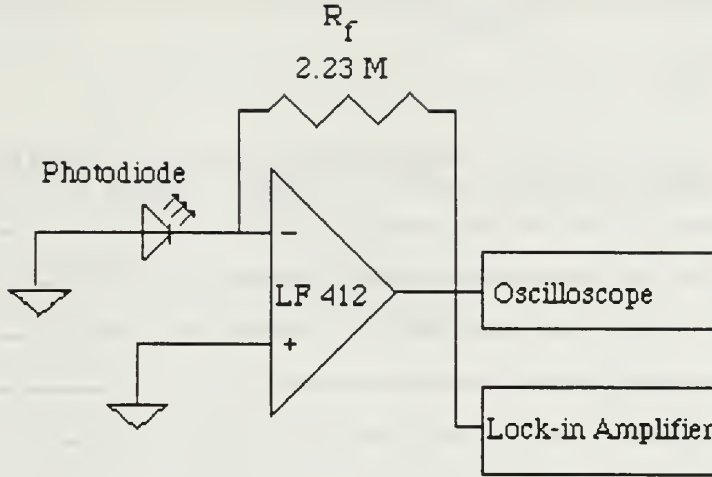 R_f
2.23 M
Photodiode
−
LF 412
+
Oscilloscope
Lock-in Amplifier